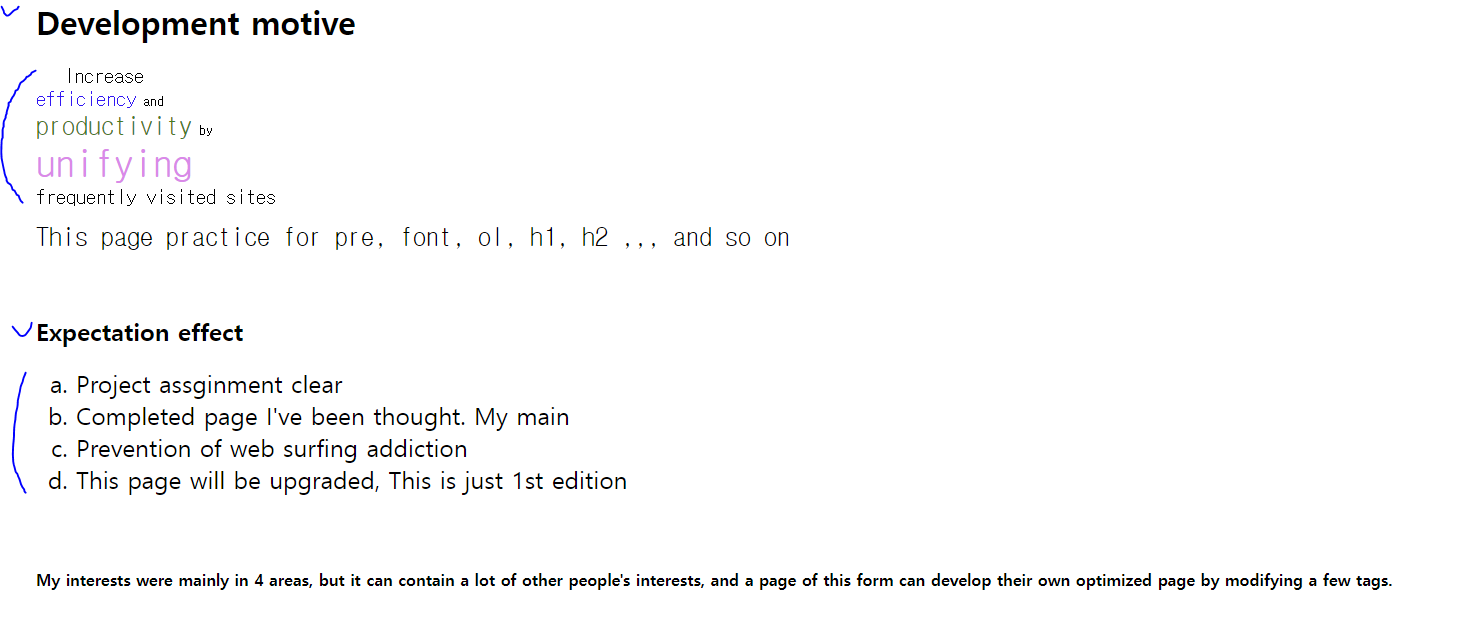 Development motive
Increase
efficiency and
productivity by
unifying
frequently visited sites
This page practice for pre, font, ol, h1, h2 ,,, and so on
Expectation effect
a. Project assginment clear
b. Completed page I've been thought. My main
c. Prevention of web surfing addiction
d. This page will be upgraded, This is just 1st edition
My interests were mainly in 4 areas, but it can contain a lot of other people's interests, and a page of this form can develop their own optimized page by modifying a few tags.